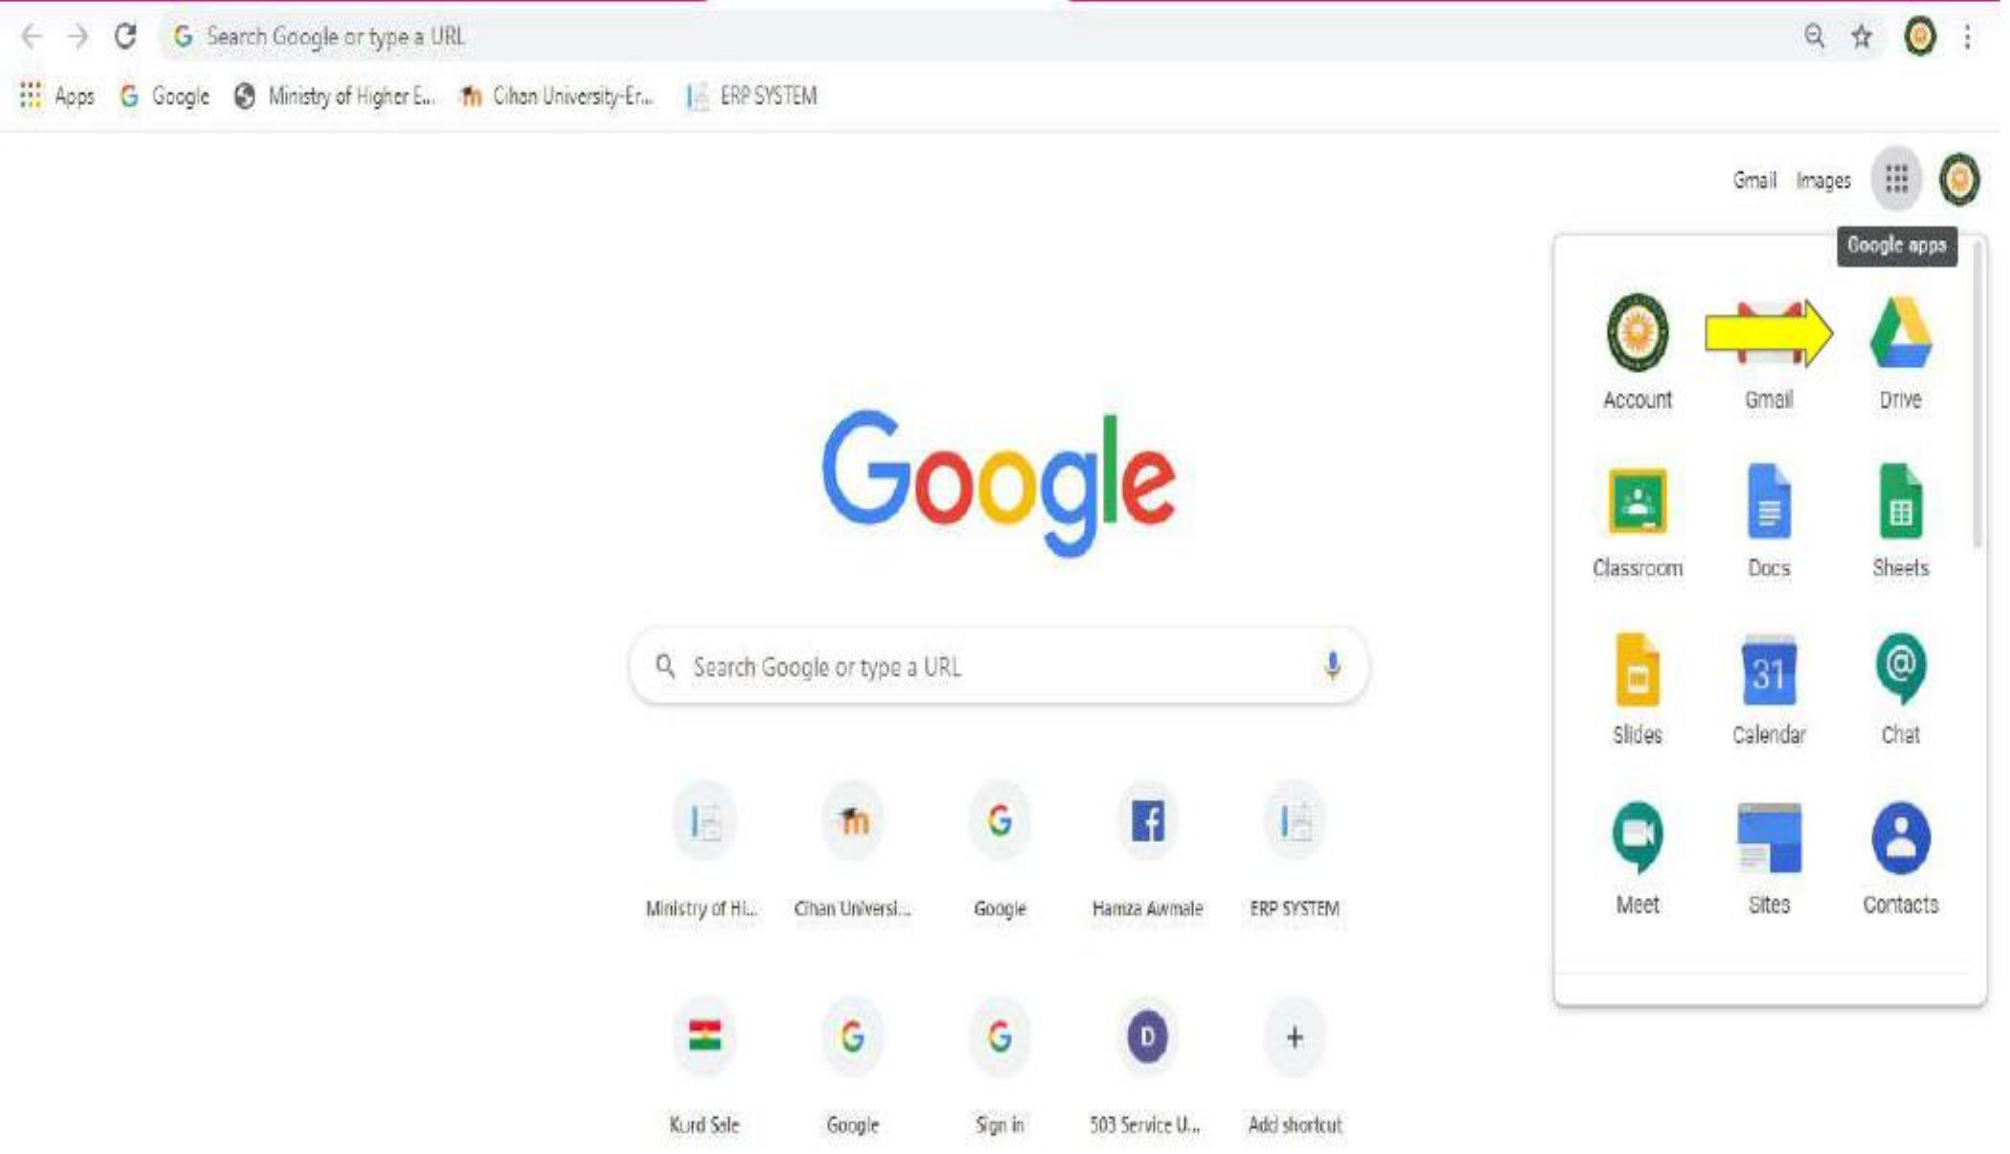 Search Google or type a URL
Apps Google Ministry of Higher E... Cihan University-Er... ERP SYSTEM
Gmail Images
Google apps
Account Gmail Drive
Classroom Docs Sheets
31
Slides Calendar Chat
Meet Sites Contacts
Google
Search Google or type a URL
Ministry of Hi... Cihan Universi... Google Hamza Awmale ERP SYSTEM
D
Kurd Sale Google Sign in 503 Service U... Add shortcut